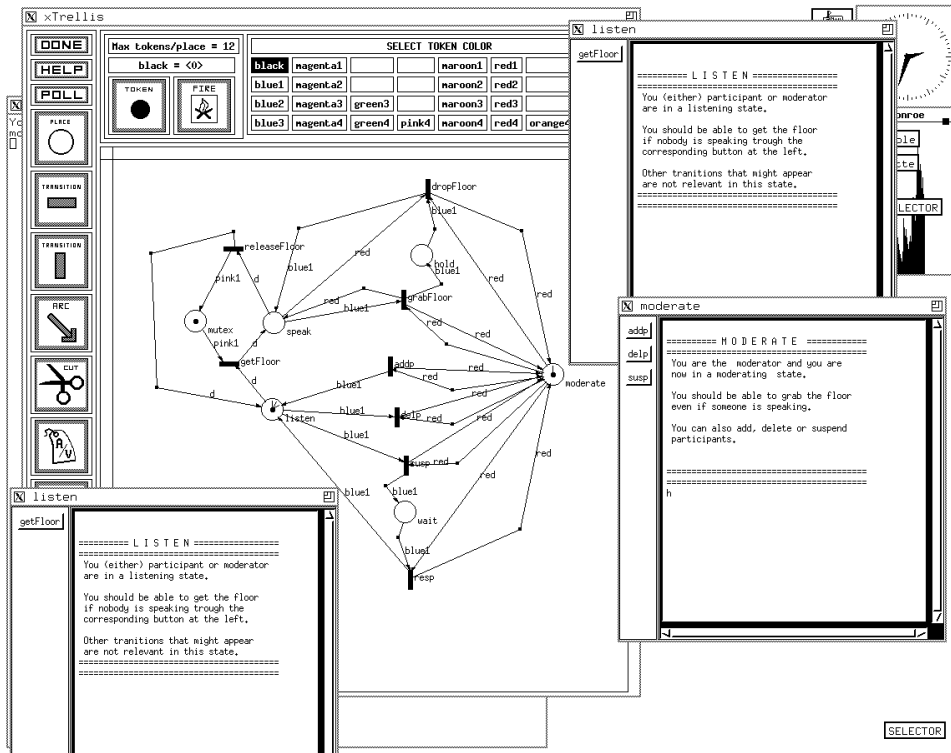 xTrellis
DONE
HELP
POLL
PLACE
TRANSITION
TRANSITION
ARC
CUT
A/V
Max tokens/place = 12
black = <0>
TOKEN
FIRE
SELECT TOKEN COLOR
black magenta1 maroon1 red1
blue1 magenta2 maroon2 red2
blue2 magenta3 green3 maroon3 red3
blue3 magenta4 green4 pink4 maroon4 red4 orange4
dropFloor
blue1
releaseFloor
blue1
red
hold
blue1
red
red
pink1
d
red
blue1
grabFloor
mutex
speak
red
red
pink1
d
getFloor
d
addp
red
blue1
moderate
d
listen
blue1
delp
red
blue1
susp
red
red
red
blue1
blue1
wait
blue1
resp
listen
getFloor
========== L I S T E N =================
========================================
You (either) participant or moderator
are in a listening state.
You should be able to get the floor
if nobody is speaking trough the
corresponding button at the left.
Other tranitions that might appear
are not relevant in this state.
========================================
========================================
onroe
SELECTOR
moderate
addp
delp
susp
========== M O D E R A T E ============
========================================
You are the  moderator and you are
now in a moderating  state.
You should be able to grab the floor
even if someone is speaking.
You can also add, delete or suspend
participants.
========================================
========================================
h
listen
getFloor
========== L I S T E N =================
========================================
You (either) participant or moderator
are in a listening state.
You should be able to get the floor
if nobody is speaking trough the
corresponding button at the left.
Other tranitions that might appear
are not relevant in this state.
========================================
========================================
SELECTOR